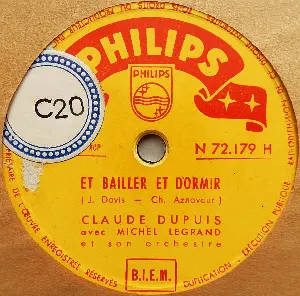 PHILIPS
PHILIPS
C20
N 72.179 H
ET BAILLER ET DORMIR
(J. Davis - Ch. Aznavour)
CLAUDE DUPUIS
avec MICHEL LEGRAND
et son orchestre
B.I.E.M.
DE L'ŒUVRE ENREGISTRÉE RÉSERVÉS
DUPLICATION - EXÉCUTION PUBLIQUE